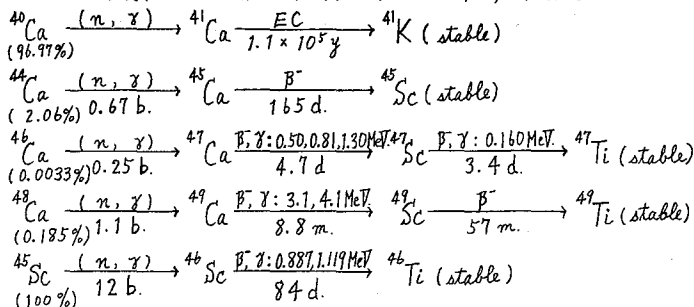 ⁴⁰Ca (n, γ) → ⁴¹Ca EC → ⁴¹K (stable)
(96.97%) 1.1 × 10⁵ y
⁴⁴Ca (n, γ) → ⁴⁵Ca β⁻ → ⁴⁵Sc (stable)
(2.06%) 0.67 b. 165 d.
⁴⁶Ca (n, γ) → ⁴⁷Ca β⁻, γ: 0.50, 0.81, 1.30 MeV. → ⁴⁷Sc β⁻, γ: 0.160 MeV. → ⁴⁷Ti (stable)
(0.0033%) 0.25 b. 4.7 d 3.4 d.
⁴⁸Ca (n, γ) → ⁴⁹Ca β⁻, γ: 3.1, 4.1 MeV. → ⁴⁹Sc β⁻ → ⁴⁹Ti (stable)
(0.185%) 1.1 b. 8.8 m. 57 m.
⁴⁵Sc (n, γ) → ⁴⁶Sc β⁻, γ: 0.887, 1.119 MeV → ⁴⁶Ti (stable)
(100%) 12 b. 84 d.